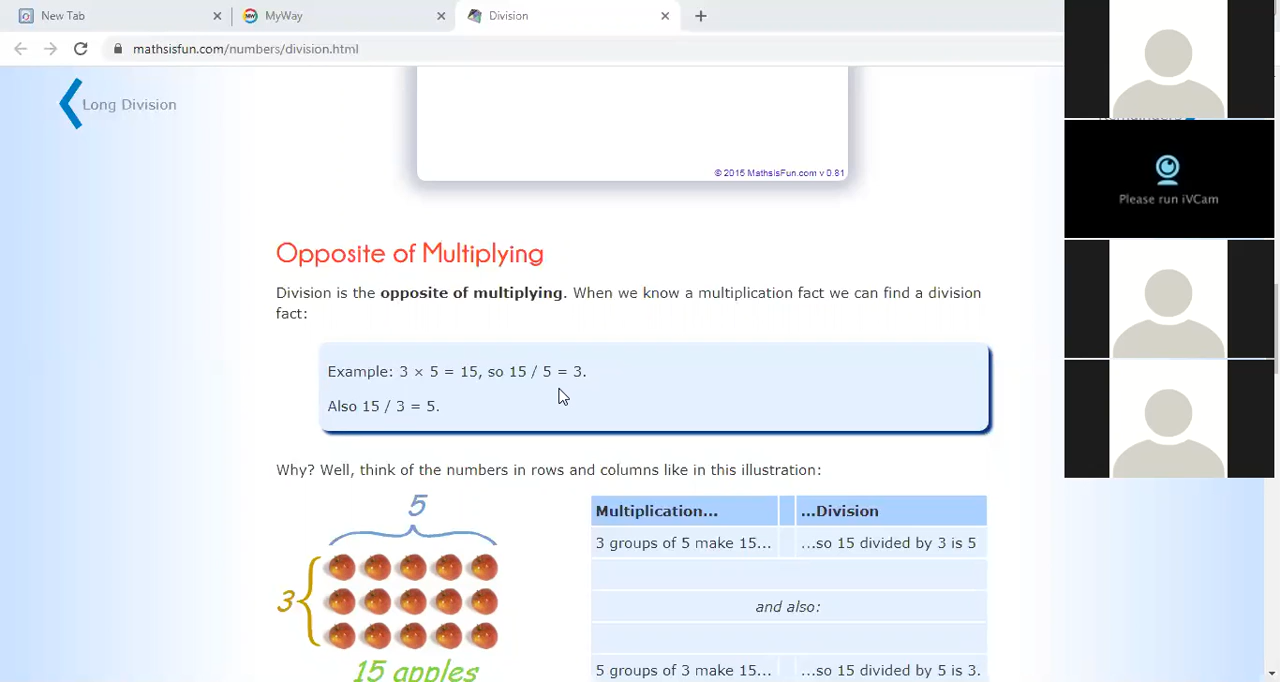 New Tab
MyWay
Division
mathsisfun.com/numbers/division.html
Long Division
© 2015 MathsisFun.com v 0.81
Please run iVCam
Opposite of Multiplying
Division is the opposite of multiplying. When we know a multiplication fact we can find a division
fact:
Example: 3 × 5 = 15, so 15 / 5 = 3.
Also 15 / 3 = 5.
Why? Well, think of the numbers in rows and columns like in this illustration:
5
3
15 apples
Multiplication... ...Division
3 groups of 5 make 15... ...so 15 divided by 3 is 5
and also:
5 groups of 3 make 15... ...so 15 divided by 5 is 3.